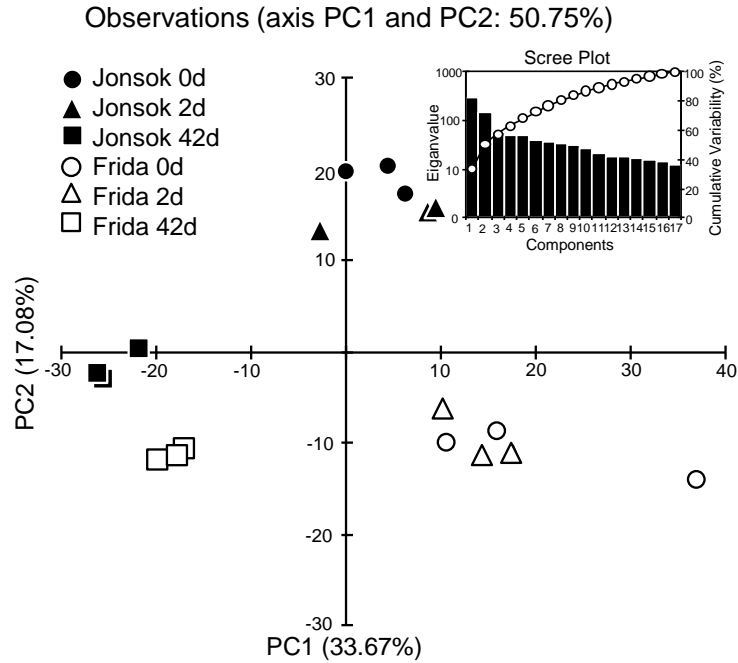 Observations (axis PC1 and PC2: 50.75%)
Jonsok 0d
Jonsok 2d
Jonsok 42d
Frida 0d
Frida 2d
Frida 42d
Scree Plot
Eiganvalue
1000
100
10
0
Cumulative Variability (%)
100
80
60
40
20
0
1 2 3 4 5 6 7 8 9 10 11 12 13 14 15 16 17
Components
PC2 (17.08%)
30
20
10
-10
-20
-30
-30 -20 -10 10 20 30 40
PC1 (33.67%)